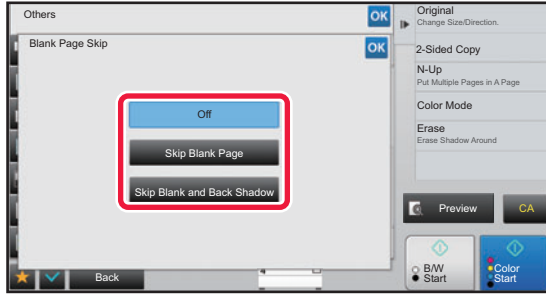 Others
OK
Blank Page Skip
OK
Off
Skip Blank Page
Skip Blank and Back Shadow
Back
Original
Change Size/Direction.
2-Sided Copy
N-Up
Put Multiple Pages in A Page
Color Mode
Erase
Erase Shadow Around
Preview
CA
B/W
Start
Color
Start